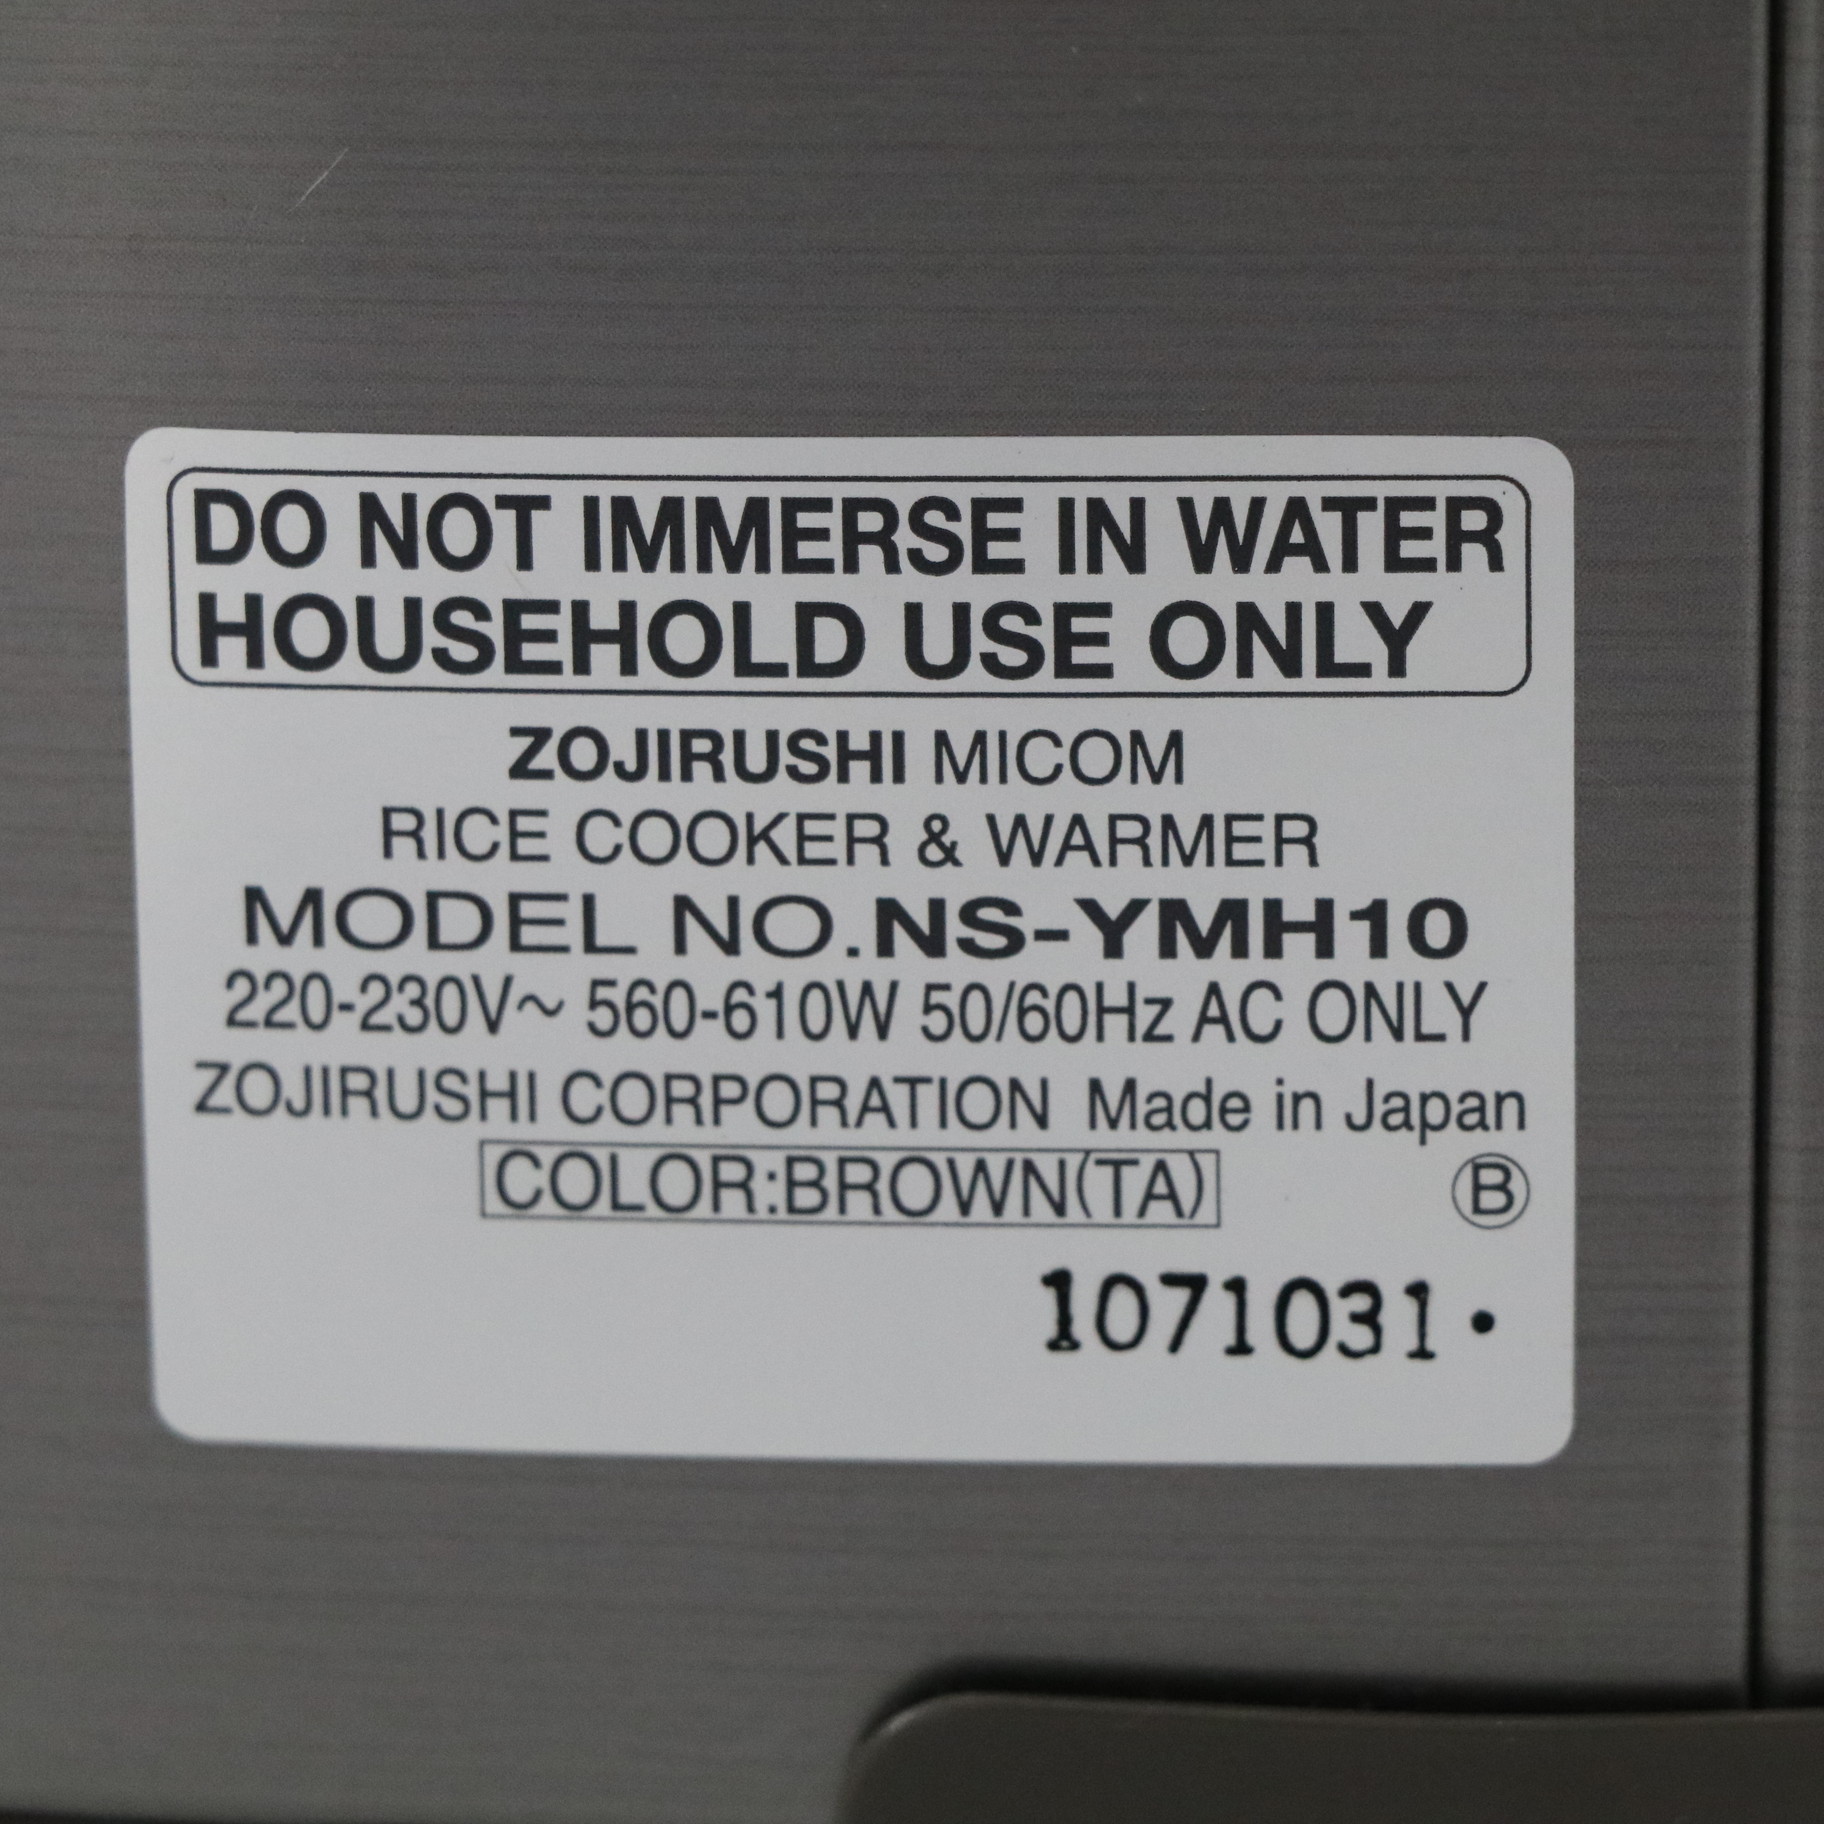 DO NOT IMMERSE IN WATER
HOUSEHOLD USE ONLY
ZOJIRUSHI MICOM
RICE COOKER & WARMER
MODEL NO.NS-YMH10
220-230V~ 560-610W 50/60Hz AC ONLY
ZOJIRUSHI CORPORATION Made in Japan
COLOR:BROWN(TA) Ⓑ
1071031•